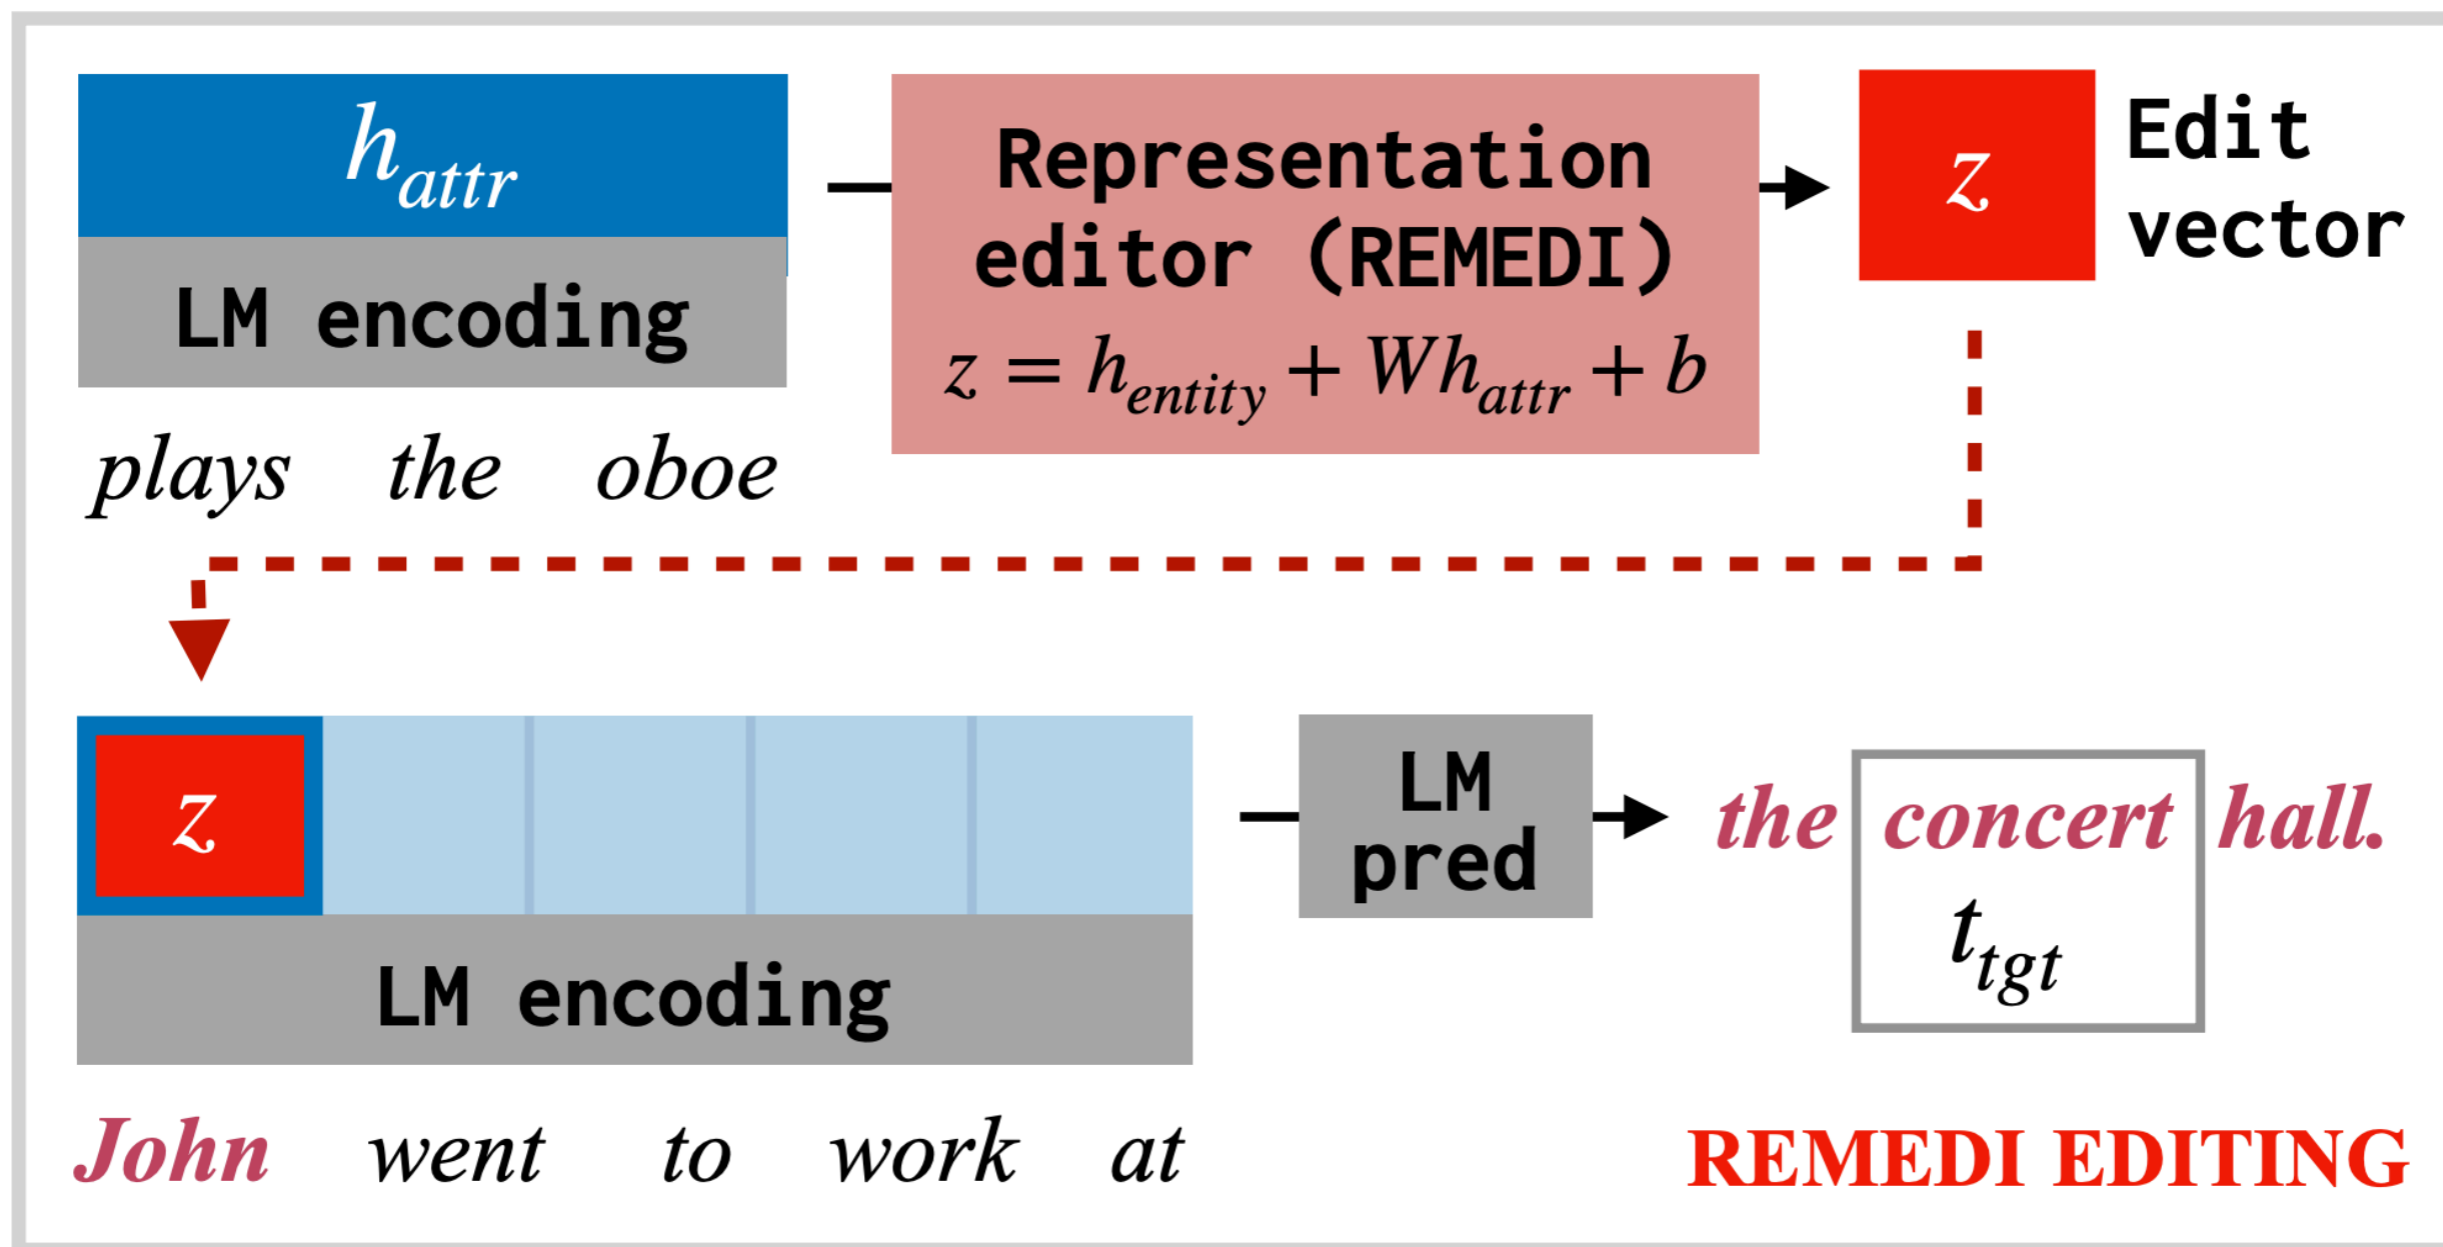 h_attr
LM encoding
plays the oboe
Representation
editor (REMEDI)
z = h_entity + Wh_attr + b
z
Edit
vector
z
LM encoding
John went to work at
LM
pred
the concert hall.
t_tgt
REMEDI EDITING